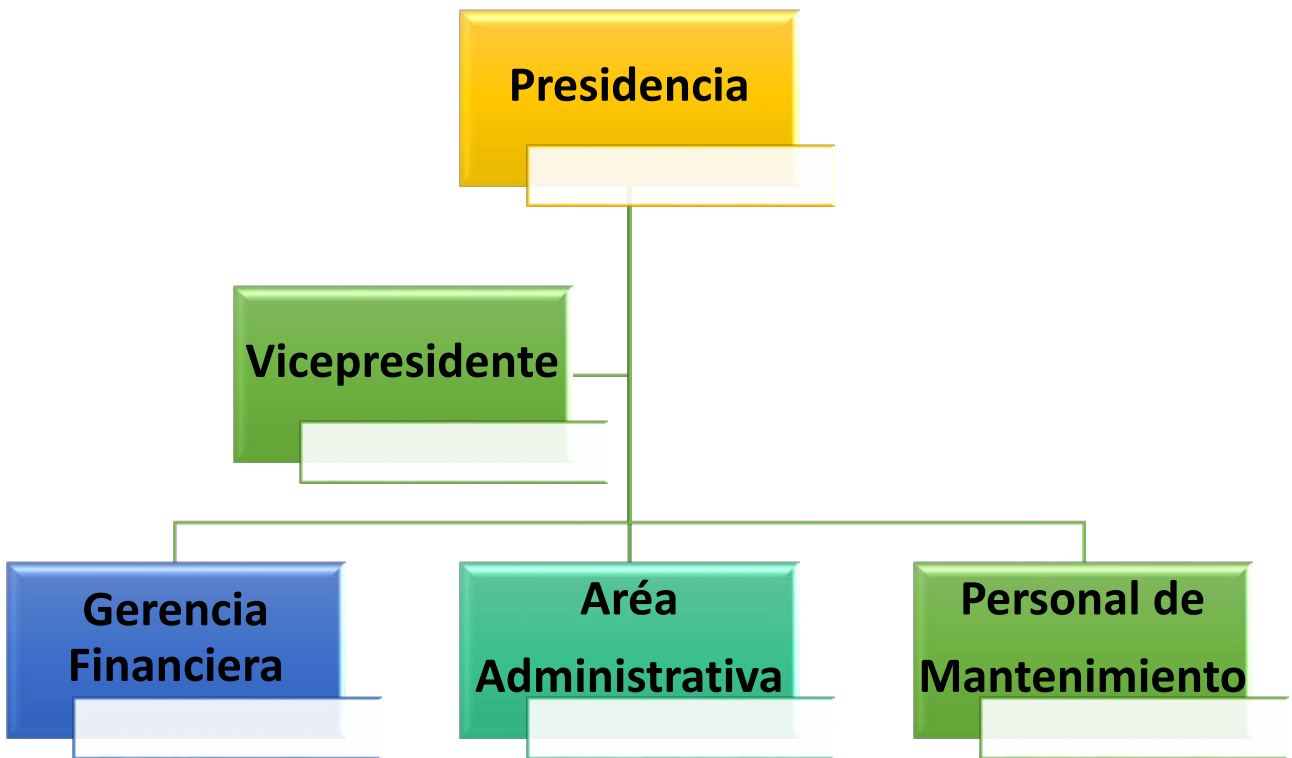 Presidencia
Vicepresidente
Gerencia
Financiera
Aréa
Administrativa
Personal de
Mantenimiento